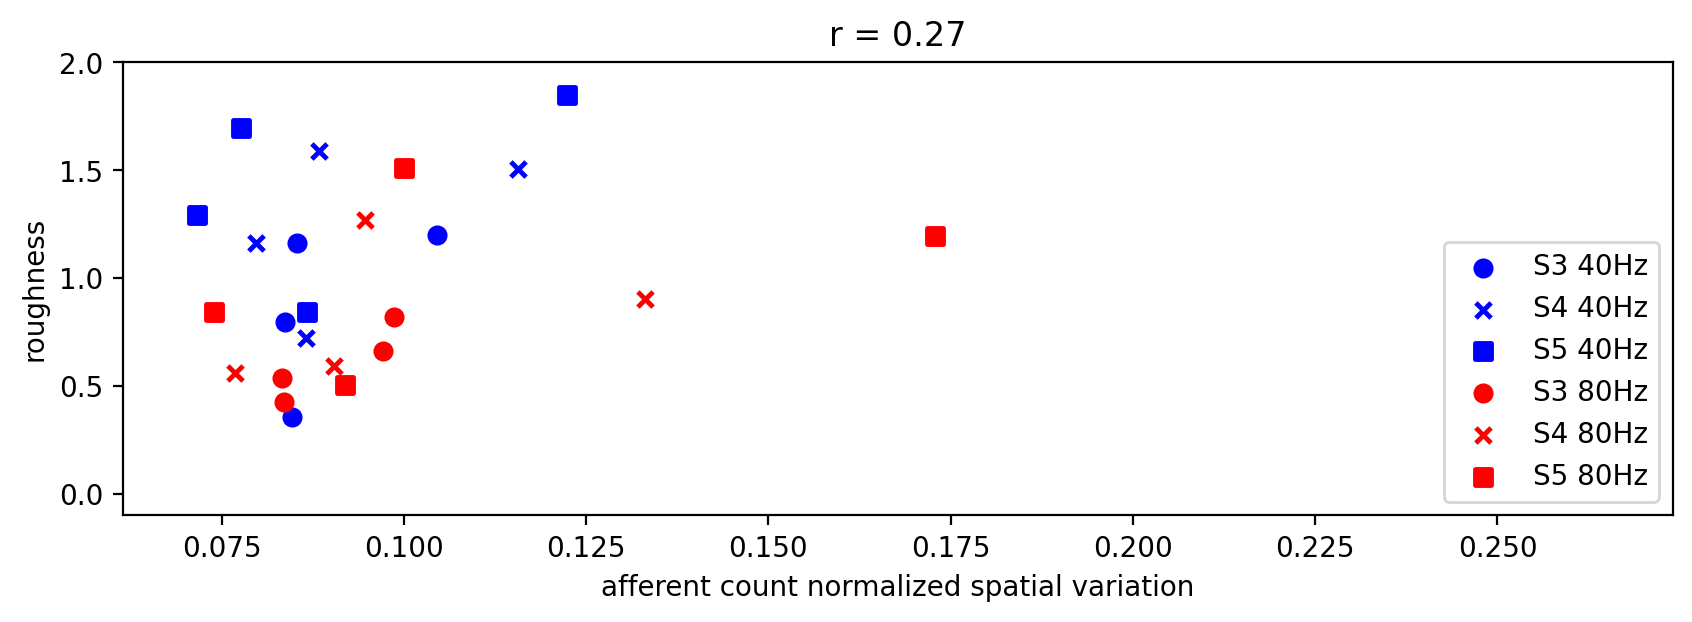 r = 0.27
2.0
1.5
1.0
0.5
0.0
roughness
S3 40Hz
S4 40Hz
S5 40Hz
S3 80Hz
S4 80Hz
S5 80Hz
0.075 0.100 0.125 0.150 0.175 0.200 0.225 0.250
afferent count normalized spatial variation